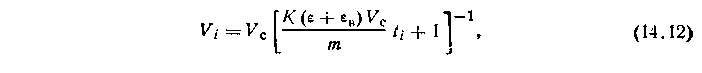 V_i = V_c [ K (ε + ε_в) V_c / m t_i + 1 ]^{-1}, (14.12)